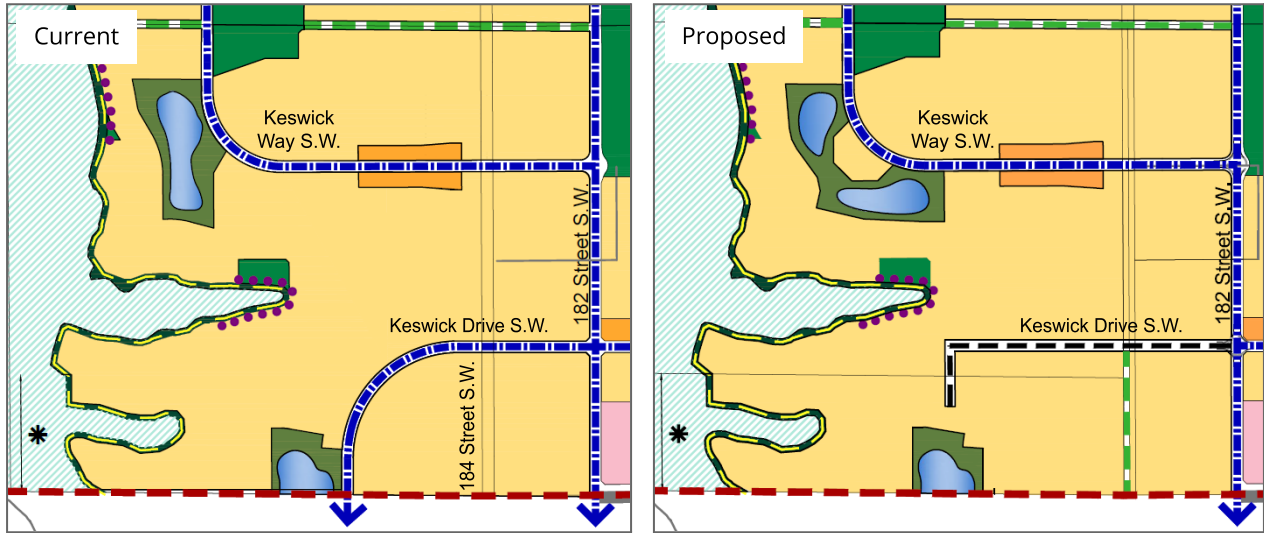 Current
Keswick
Way S.W.
182 Street S.W.
Keswick Drive S.W.
184 Street S.W.
*
Proposed
Keswick
Way S.W.
182 Street S.W.
Keswick Drive S.W.
*